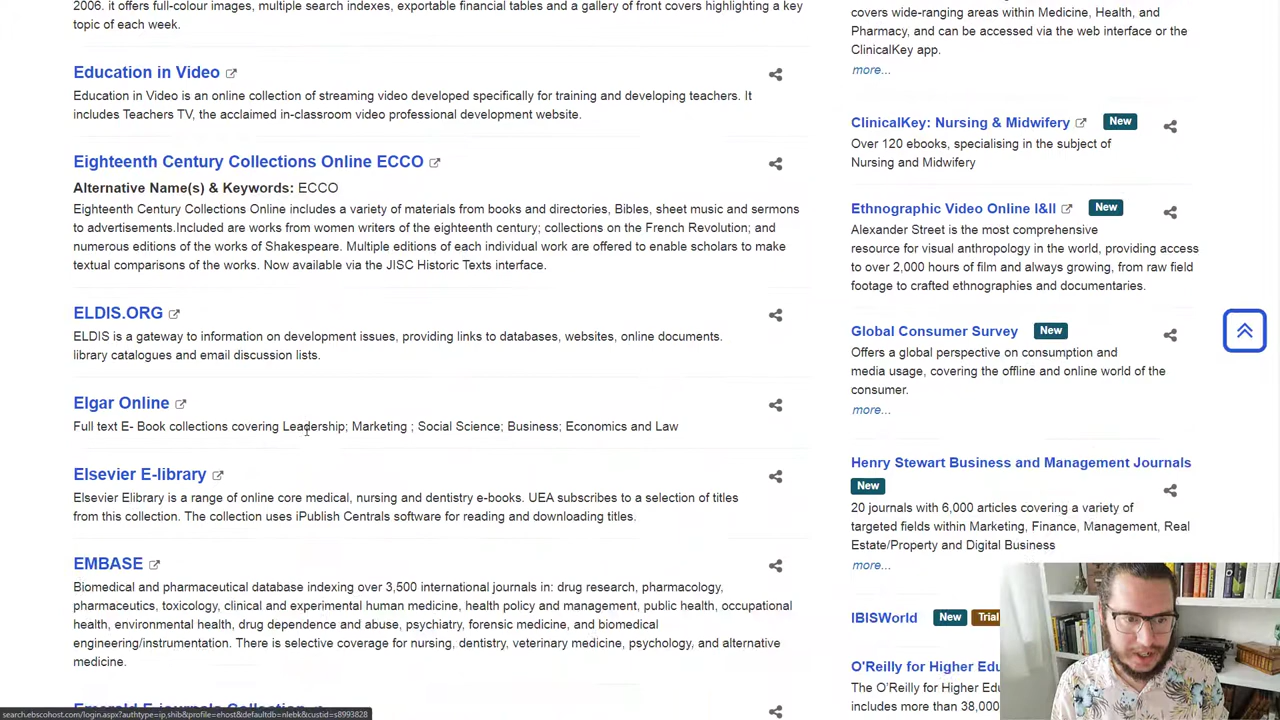 2006. it offers full-colour images, multiple search indexes, exportable financial tables and a gallery of front covers highlighting a key
topic of each week.
Education in Video
Education in Video is an online collection of streaming video developed specifically for training and developing teachers. It
includes Teachers TV, the acclaimed in-classroom video professional development website.
Eighteenth Century Collections Online ECCO
Alternative Name(s) & Keywords: ECCO
Eighteenth Century Collections Online includes a variety of materials from books and directories, Bibles, sheet music and sermons
to advertisements.Included are works from women writers of the eighteenth century; collections on the French Revolution; and
numerous editions of the works of Shakespeare. Multiple editions of each individual work are offered to enable scholars to make
textual comparisons of the works. Now available via the JISC Historic Texts interface.
ELDIS.ORG
ELDIS is a gateway to information on development issues, providing links to databases, websites, online documents.
library catalogues and email discussion lists.
Elgar Online
Full text E- Book collections covering Leadership; Marketing ; Social Science; Business; Economics and Law
Elsevier E-library
Elsevier Elibrary is a range of online core medical, nursing and dentistry e-books. UEA subscribes to a selection of titles
from this collection. The collection uses iPublish Centrals software for reading and downloading titles.
EMBASE
Biomedical and pharmaceutical database indexing over 3,500 international journals in: drug research, pharmacology,
pharmaceutics, toxicology, clinical and experimental human medicine, health policy and management, public health, occupational
health, environmental health, drug dependence and abuse, psychiatry, forensic medicine, and biomedical
engineering/instrumentation. There is selective coverage for nursing, dentistry, veterinary medicine, psychology, and alternative
medicine.
Emerald E-journals Collection
search.ebscohost.com/login.aspx?authtype=ip,shib&profile=ehost&defaultdb=nlebk&custid=s8993828
covers wide-ranging areas within Medicine, Health, and
Pharmacy, and can be accessed via the web interface or the
ClinicalKey app.
more...
ClinicalKey: Nursing & Midwifery New
Over 120 ebooks, specialising in the subject of
Nursing and Midwifery
Ethnographic Video Online I&II New
Alexander Street is the most comprehensive
resource for visual anthropology in the world, providing access
to over 2,000 hours of film and always growing, from raw field
footage to crafted ethnographies and documentaries.
Global Consumer Survey New
Offers a global perspective on consumption and
media usage, covering the offline and online world of the
consumer.
more...
Henry Stewart Business and Management Journals
New
20 journals with 6,000 articles covering a variety of
targeted fields within Marketing, Finance, Management, Real
Estate/Property and Digital Business
more...
IBISWorld New Trial
O'Reilly for Higher Edu
The O'Reilly for Higher Ed
includes more than 38,000